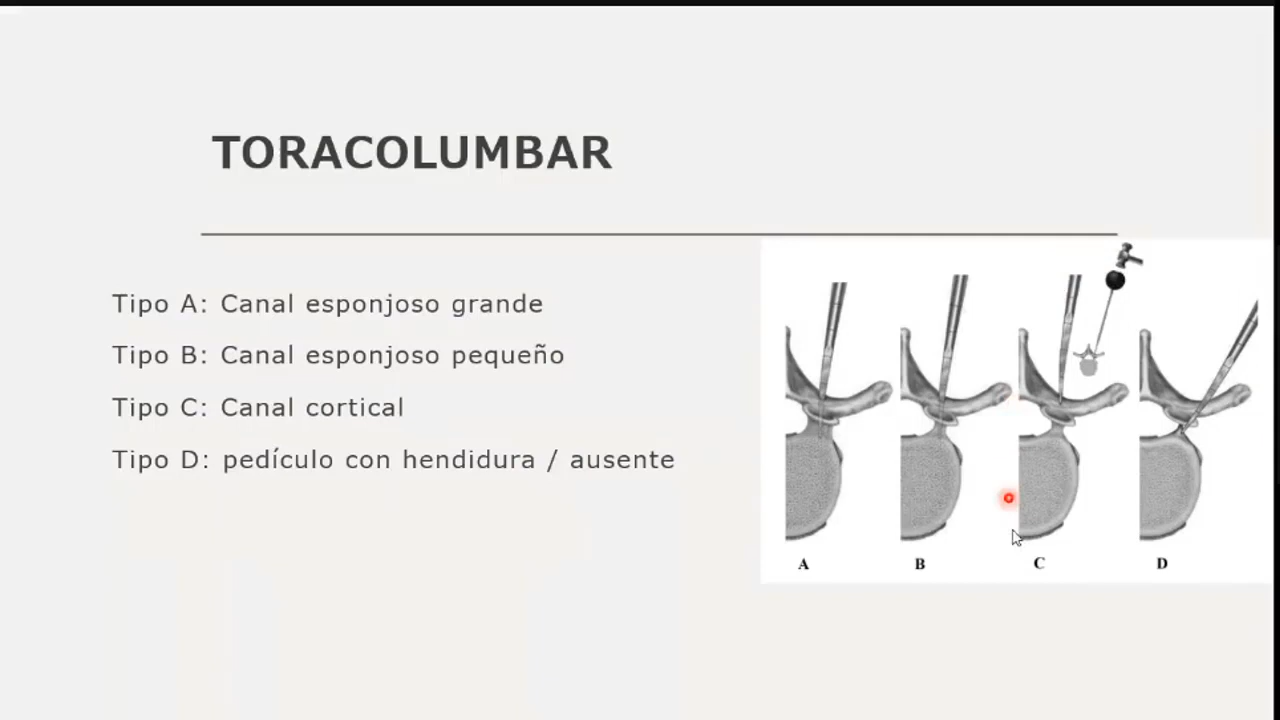 TORACOLUMBAR
Tipo A: Canal esponjoso grande
Tipo B: Canal esponjoso pequeño
Tipo C: Canal cortical
Tipo D: pedículo con hendidura / ausente
A B C D